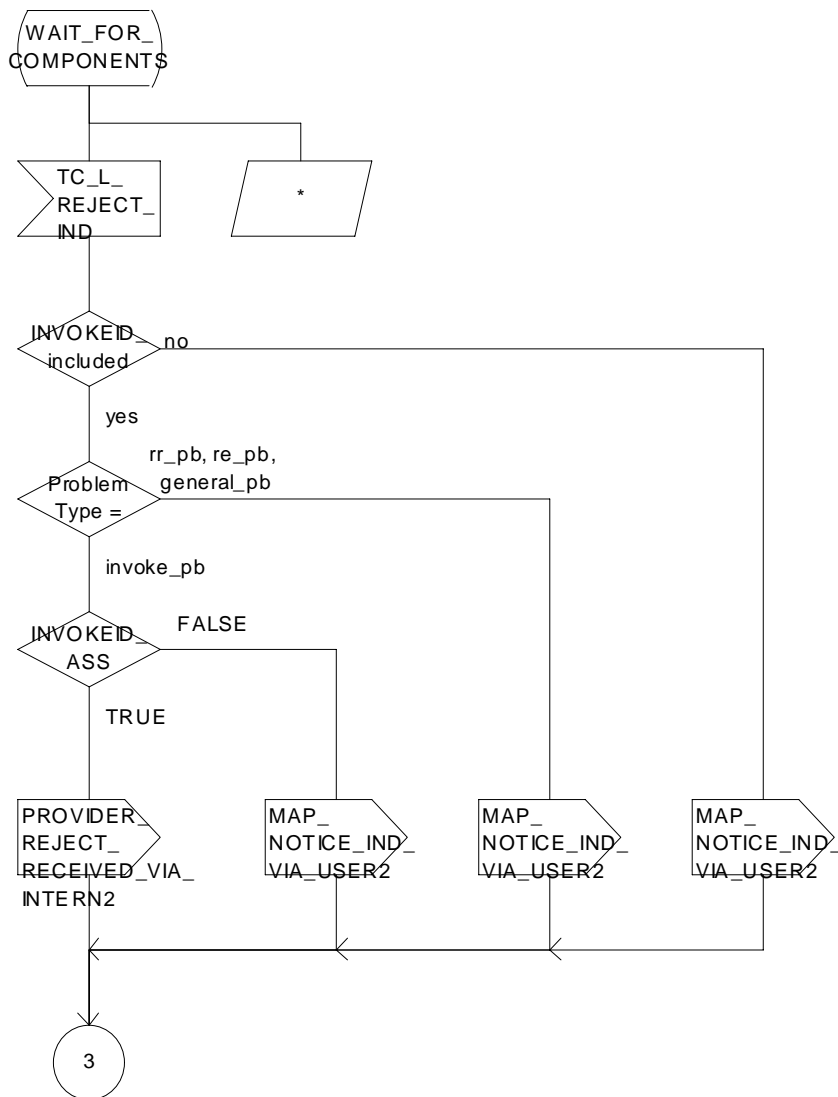 WAIT_FOR_
COMPONENTS
TC_L_
REJECT_
IND
*
INVOKEID_
included
no
yes
rr_pb, re_pb,
general_pb
Problem
Type =
invoke_pb
INVOKEID_
ASS
FALSE
TRUE
PROVIDER_
REJECT_
RECEIVED_VIA_
INTERN2
MAP_
NOTICE_IND_
VIA_USER2
MAP_
NOTICE_IND_
VIA_USER2
MAP_
NOTICE_IND_
VIA_USER2
3